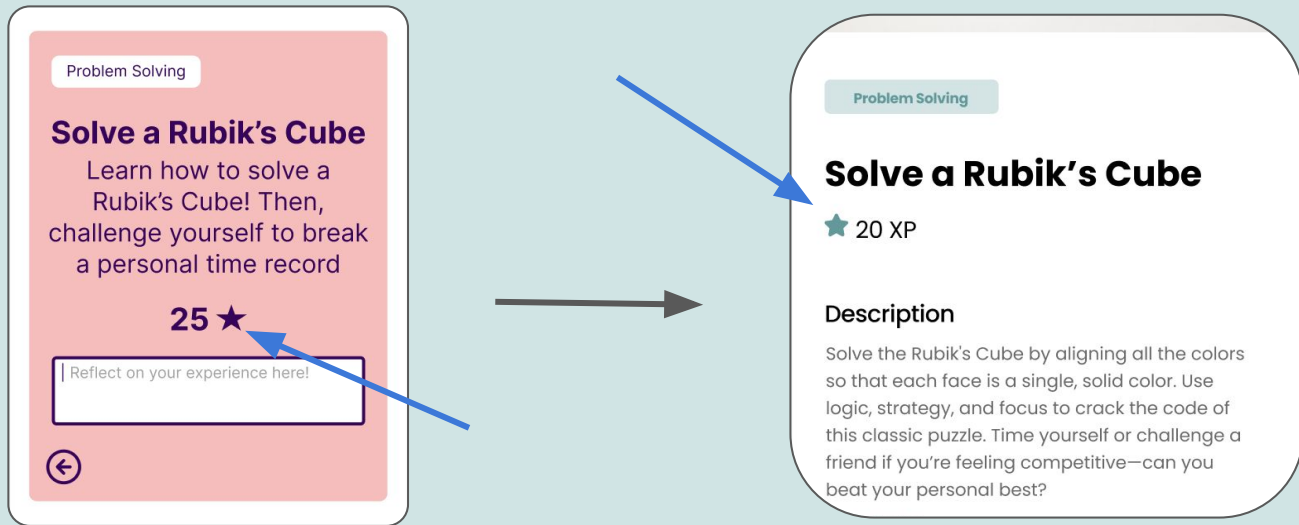 Problem Solving
Solve a Rubik’s Cube
Learn how to solve a
Rubik’s Cube! Then,
challenge yourself to break
a personal time record
25 ★
Reflect on your experience here!
Problem Solving
Solve a Rubik’s Cube
20 XP
Description
Solve the Rubik's Cube by aligning all the colors
so that each face is a single, solid color. Use
logic, strategy, and focus to crack the code of
this classic puzzle. Time yourself or challenge a
friend if you’re feeling competitive—can you
beat your personal best?